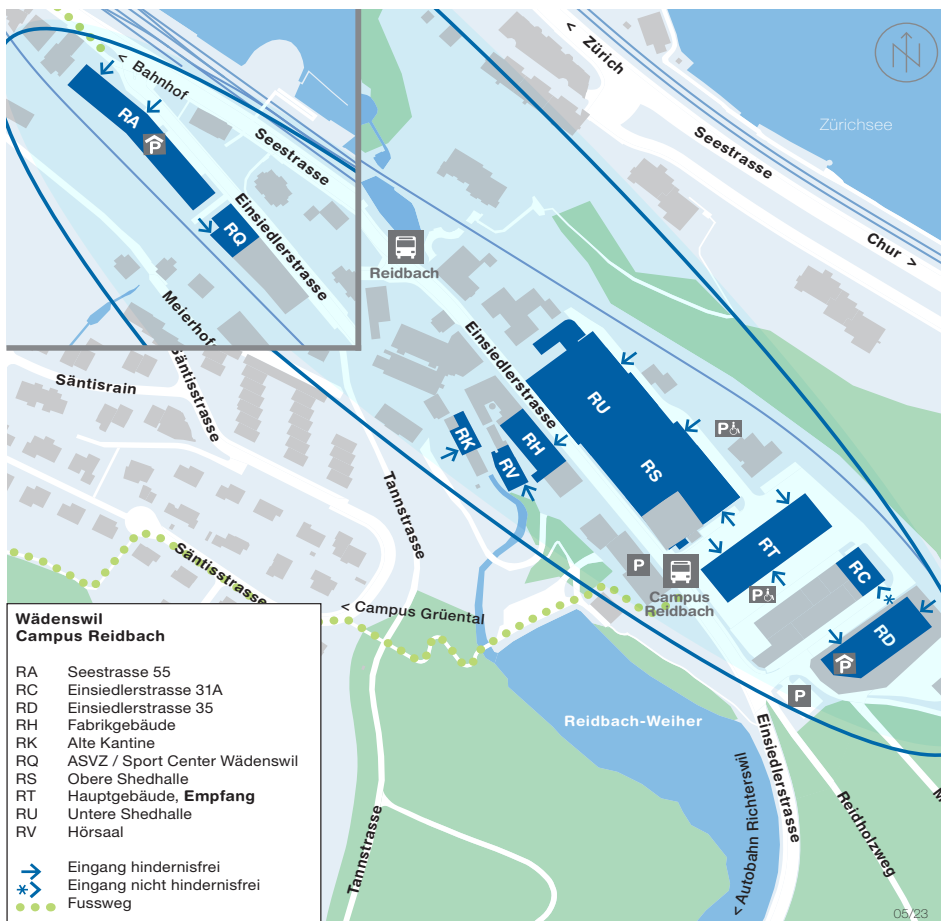 < Bahnhof
RA
P
RQ
Seestrasse
Einsiedlerstrasse
Meierhof-
< Zürich
Seestrasse
Chur >
Zürichsee
N
Reidbach
Einsiedlerstrasse
RU
RS
RK
RH
RV
P
RT
RC
RD
P
P
Campus
Reidbach
P
P
Säntisrain
Säntisstrasse
Säntisstrasse
Tannstrasse
< Campus Grüental
Reidbach-Weiher
Einsiedlerstrasse
< Autobahn Richterswil
Reidholzweg
Tannstrasse
Wädenswil
Campus Reidbach
RA Seestrasse 55
RC Einsiedlerstrasse 31A
RD Einsiedlerstrasse 35
RH Fabrikgebäude
RK Alte Kantine
RQ ASVZ / Sport Center Wädenswil
RS Obere Shedhalle
RT Hauptgebäude, Empfang
RU Untere Shedhalle
RV Hörsaal
Eingang hindernisfrei
* Eingang nicht hindernisfrei
Fussweg
05/23